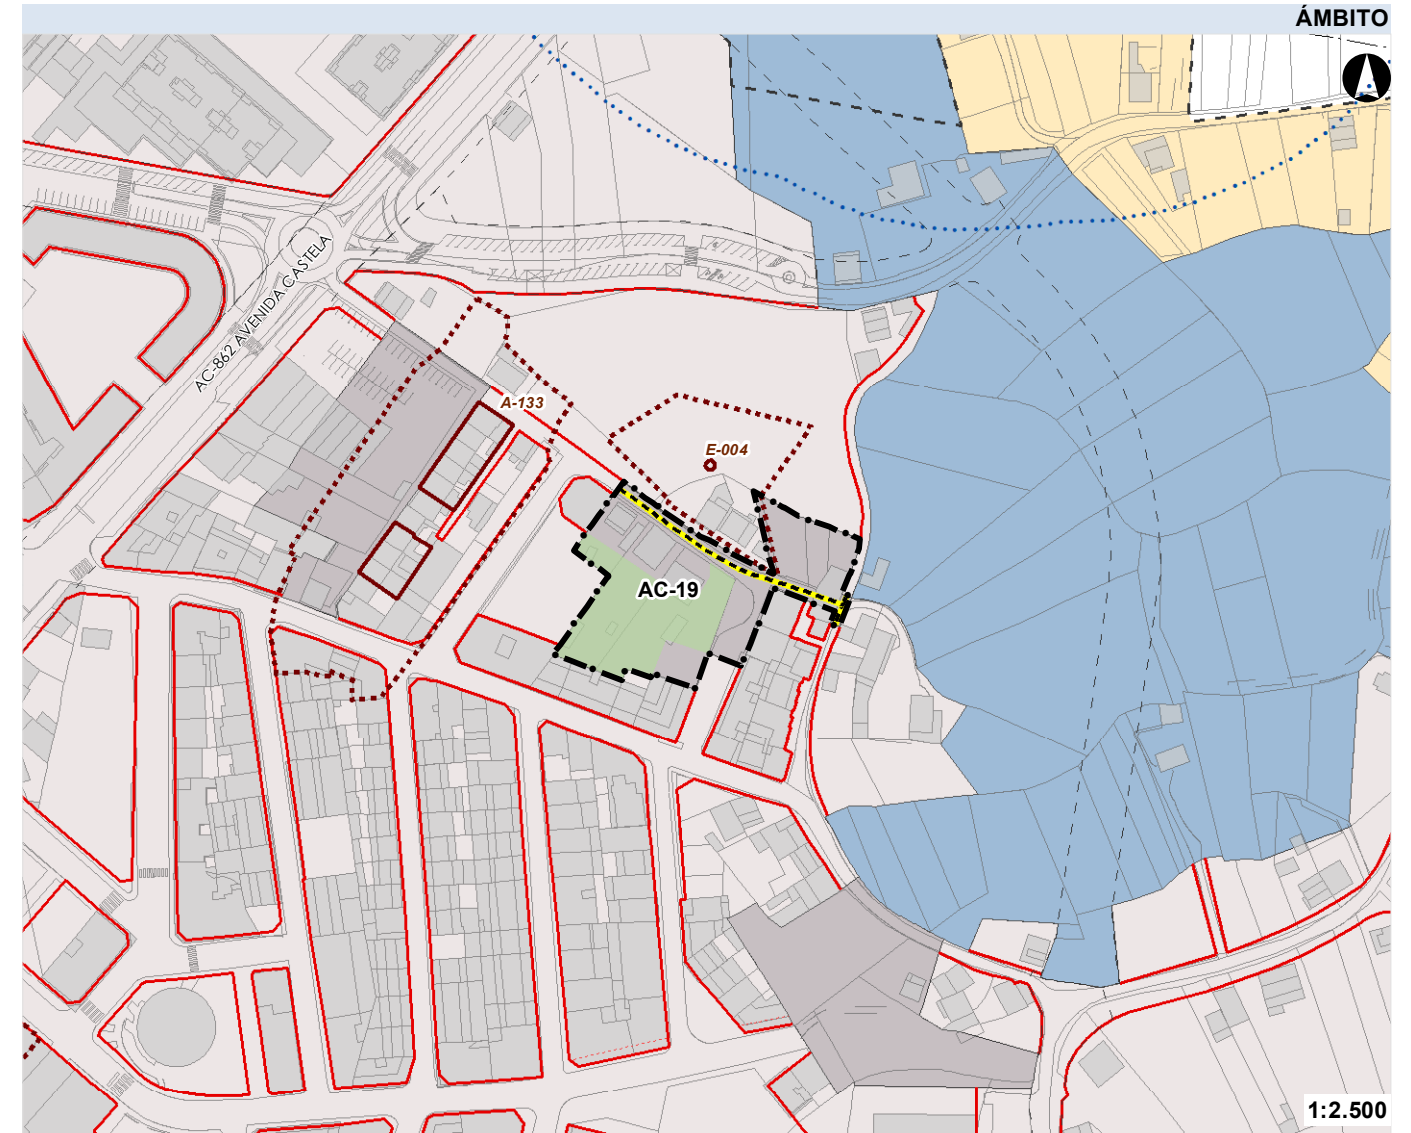 ÁMBITO
AC-862 AVENIDA CASTELA
A-133
E-004
AC-19
1:2.500